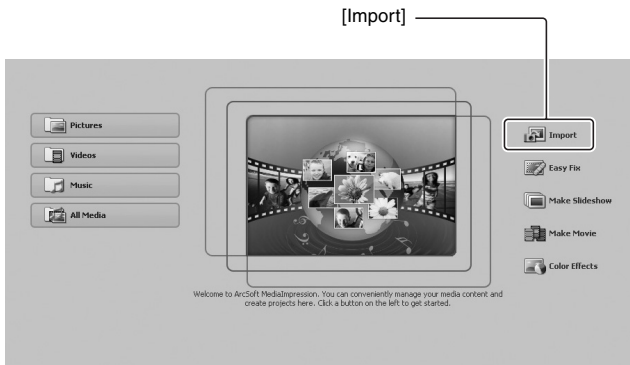 [Import]
Pictures
Videos
Music
All Media
Import
Easy Fix
Make Slideshow
Make Movie
Color Effects
Welcome to ArcSoft MediaImpression. You can conveniently manage your media content and
create projects here. Click a button on the left to get started.